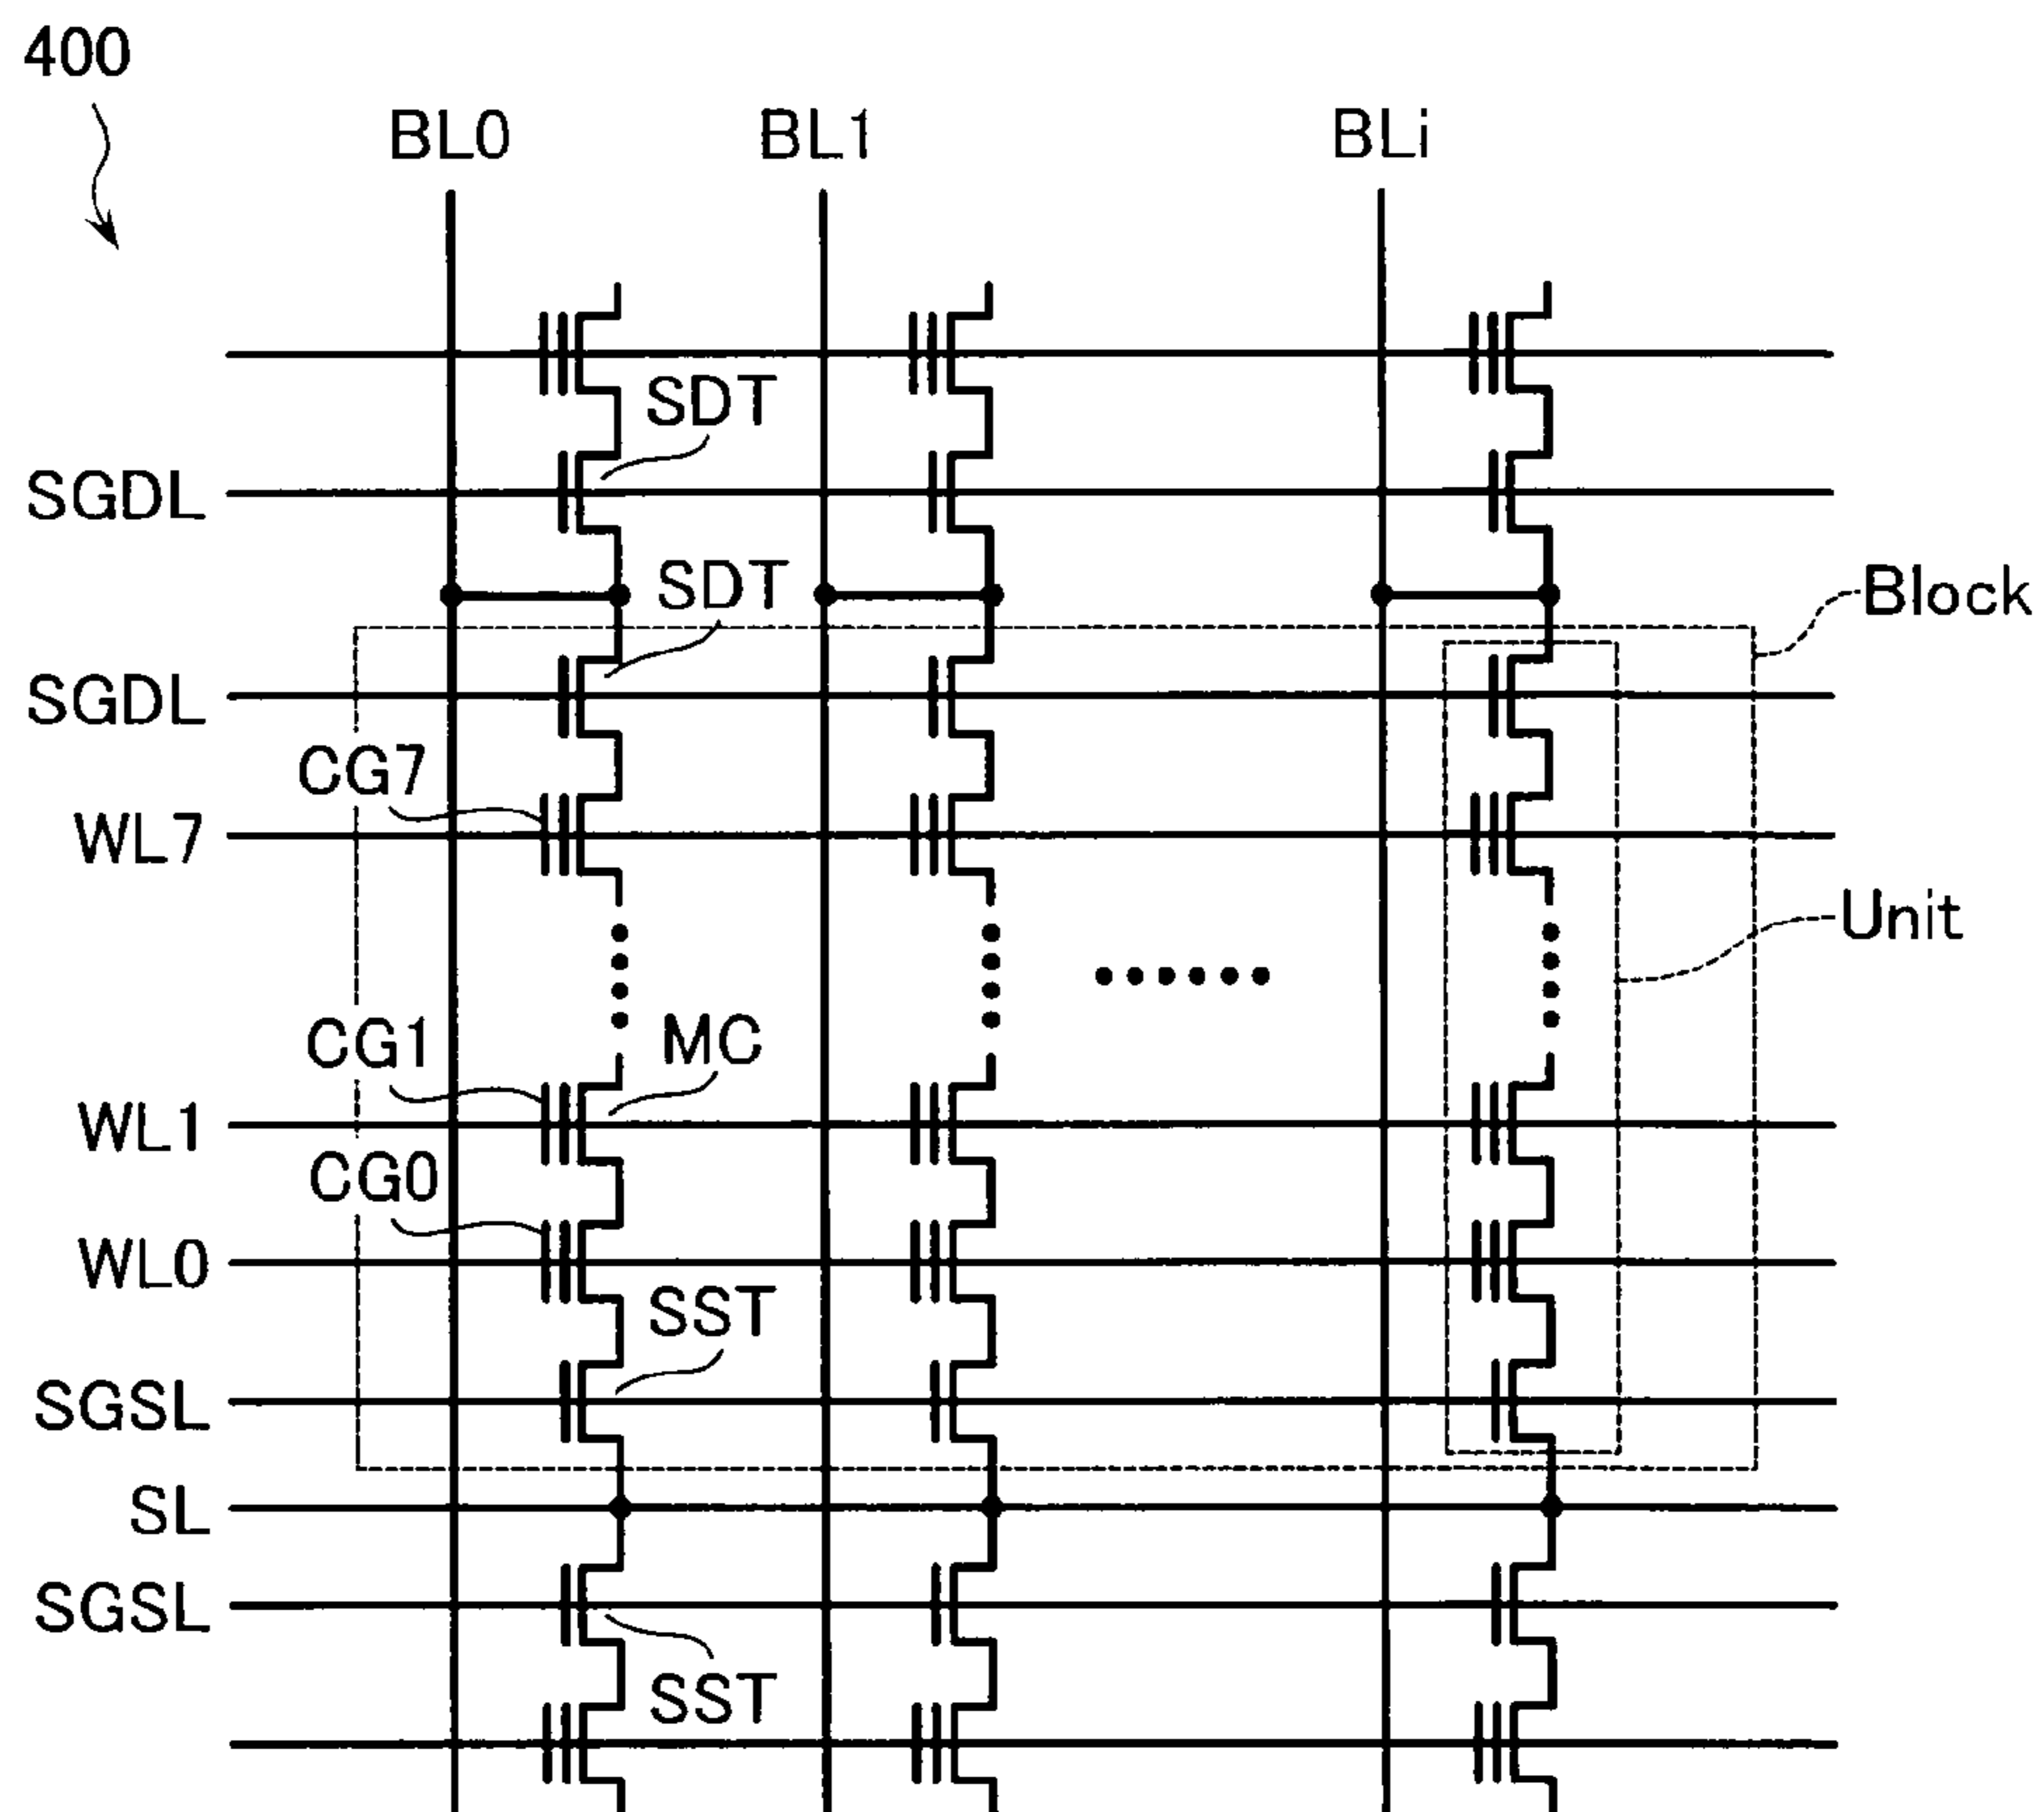 400
BL0 BL1 BLi
SDT
SGDL
SDT
Block
SGDL
CG7
WL7
Unit
CG1 MC
WL1
CG0
WL0
SST
SGSL
SL
SGSL
SST